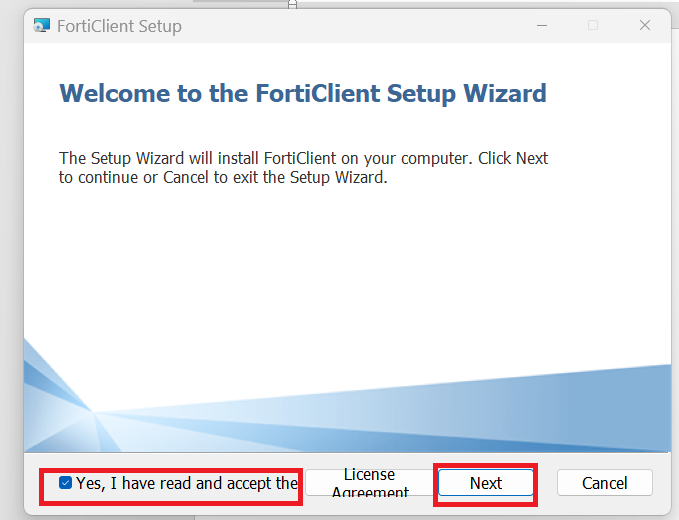 FortiClient Setup
Welcome to the FortiClient Setup Wizard
The Setup Wizard will install FortiClient on your computer. Click Next
to continue or Cancel to exit the Setup Wizard.
Yes, I have read and accept the
License
Agreement
Next
Cancel